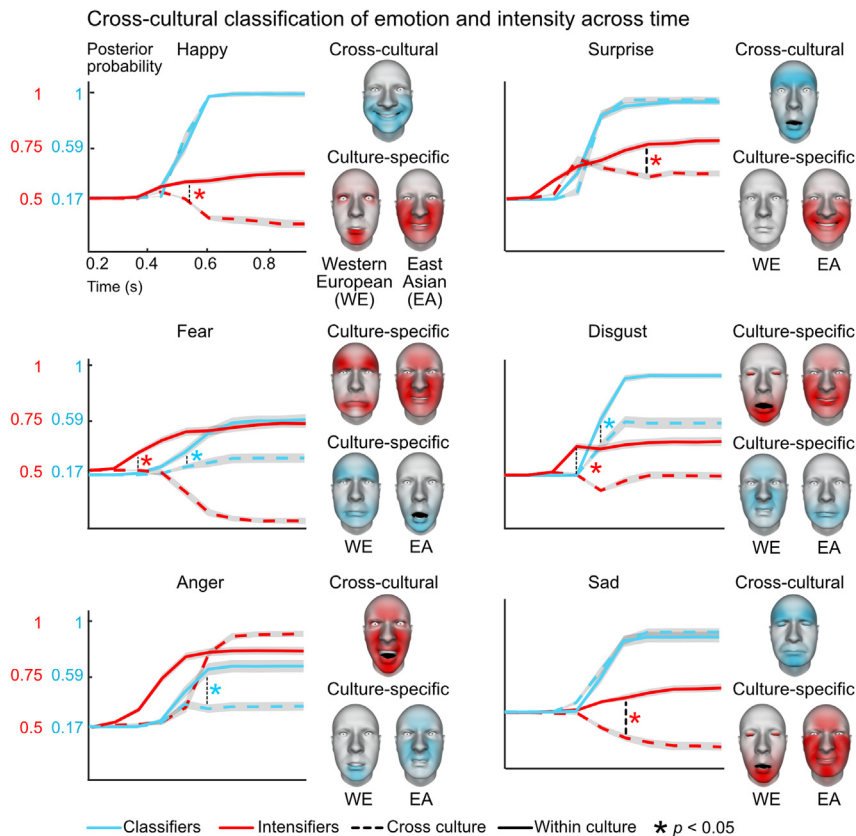 Cross-cultural classification of emotion and intensity across time
Posterior
probability
Happy
Cross-cultural
1 1
0.75 0.59
0.5 0.17
Culture-specific
0.2 0.4 0.6 0.8
Time (s)
Western
European
(WE)
East
Asian
(EA)
Surprise
Cross-cultural
*
*
Culture-specific
WE EA
Fear
Culture-specific
1 1
0.75 0.59
0.5 0.17
* *
Culture-specific
WE EA
Disgust
Culture-specific
*
*
Culture-specific
WE EA
Anger
Cross-cultural
1 1
0.75 0.59
0.5 0.17
*
Culture-specific
WE EA
Sad
Cross-cultural
*
Culture-specific
WE EA
Classifiers Intensifiers Cross culture Within culture * p < 0.05